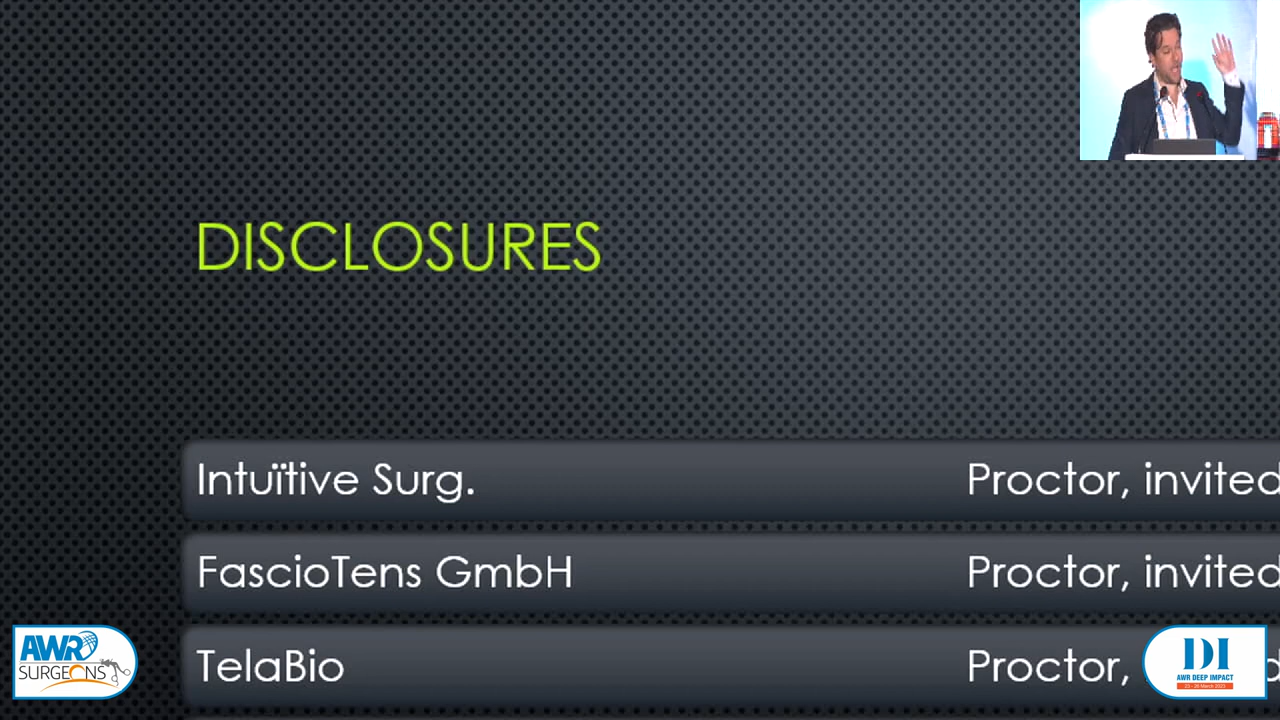 DISCLOSURES
Intuïtive Surg. Proctor, invited
FascioTens GmbH Proctor, invited
TelaBio Proctor,
AWR
SURGEONS
DI
AWR DEEP IMPACT